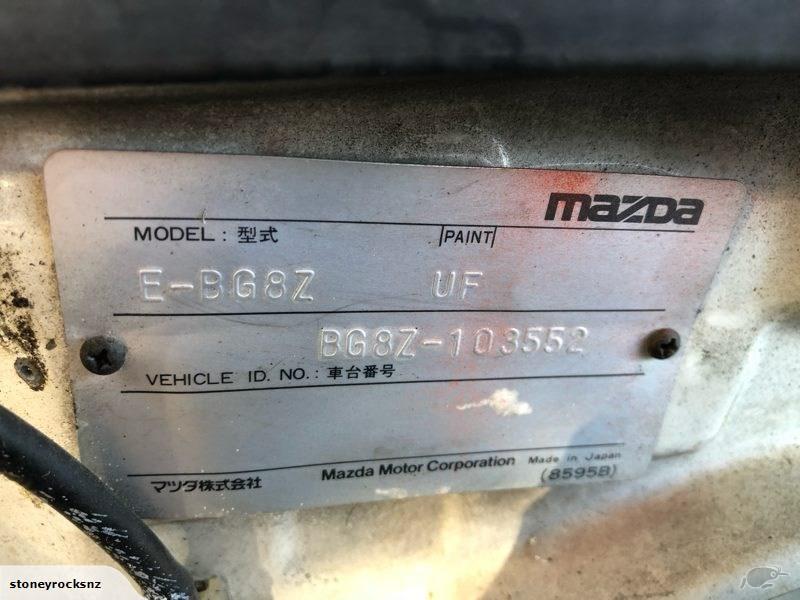 mazda
MODEL : 型式 PAINT
E-BG8Z UF
BG8Z-103552
VEHICLE ID. NO. : 車台番号
マツダ株式会社 Mazda Motor Corporation Made in Japan
(8595B)
stoneyrocksnz